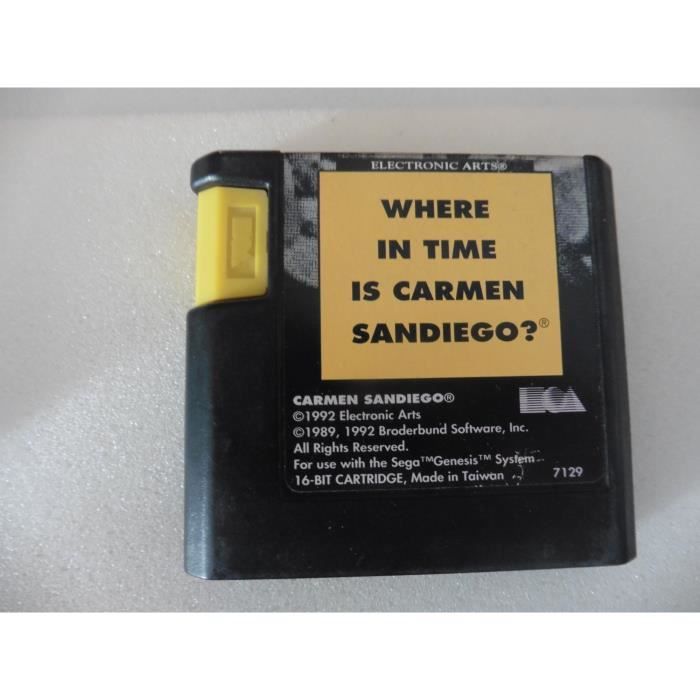 ELECTRONIC ARTS®
WHERE
IN TIME
IS CARMEN
SANDIEGO?®
CARMEN SANDIEGO®
©1992 Electronic Arts
©1989, 1992 Broderbund Software, Inc.
All Rights Reserved.
For use with the Sega™Genesis™ System
16-BIT CARTRIDGE, Made in Taiwan
7129